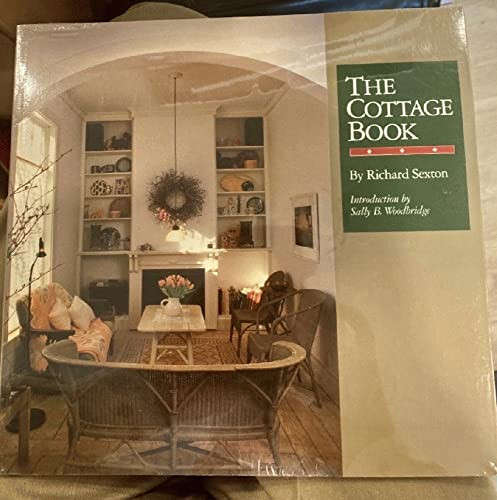 THE
COTTAGE
BOOK
By Richard Sexton
Introduction by
Sally B. Woodbridge